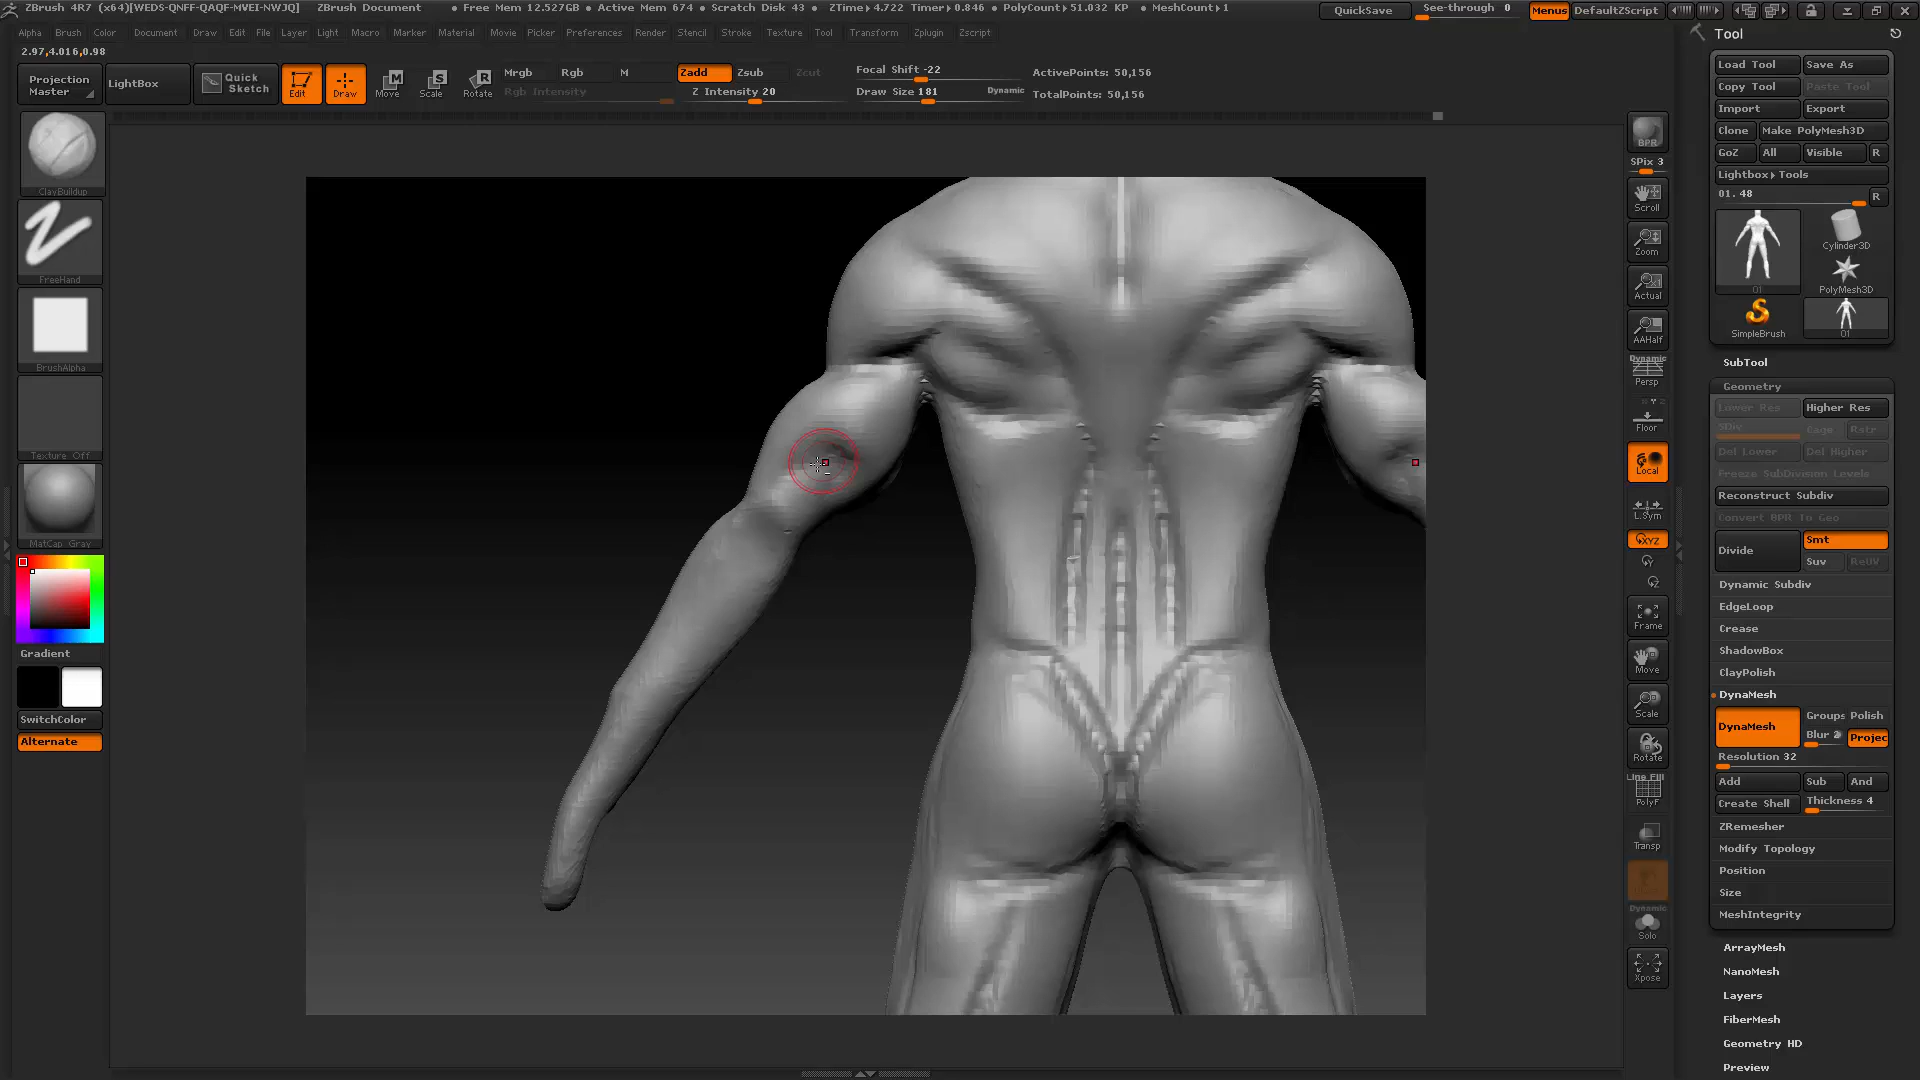 ZBrush 4R7 (x64)[WEDS-QNFF-QAQF-MVEI-NWJQ] ZBrush Document • Free Mem 12.527GB • Active Mem 674 • Scratch Disk 43 • ZTime▸4.722 Timer▸0.846 • PolyCount▸51.032 KP • MeshCount▸1 QuickSave See-through 0 Menus DefaultZScript
Alpha Brush Color Document Draw Edit File Layer Light Macro Marker Material Movie Picker Preferences Render Stencil Stroke Texture Tool Transform Zplugin Zscript
2.97,4.016,0.98
Projection Master
LightBox
Quick Sketch
Edit
Draw
Move
Scale
Rotate
Mrgb Rgb M
Rgb Intensity
Zadd Zsub Zcut
Z Intensity 20
Focal Shift -22
Draw Size 181 Dynamic
ActivePoints: 50,156
TotalPoints: 50,156
ClayBuildup
FreeHand
BrushAlpha
Texture Off
MatCap Gray
Gradient
SwitchColor
Alternate
BPR
SPix 3
Scroll
Zoom
Actual
AAHalf
Dynamic
Persp
Floor
Local
L.Sym
XYZ
Frame
Move
Scale
Rotate
Line Fill
PolyF
Transp
Dynamic
Solo
Xpose
Tool
Load Tool Save As
Copy Tool Paste Tool
Import Export
Clone Make PolyMesh3D
GoZ All Visible R
Lightbox▸Tools
01. 48 R
01
Cylinder3D
PolyMesh3D
SimpleBrush
01
SubTool
Geometry
Lower Res Higher Res
SDiv Cage Rstr
Del Lower Del Higher
Freeze SubDivision Levels
Reconstruct Subdiv
Convert BPR To Geo
Divide Smt
Suv ReUV
Dynamic Subdiv
EdgeLoop
Crease
ShadowBox
ClayPolish
DynaMesh
DynaMesh Groups Polish
Blur 2 Projec
Resolution 32
Add Sub And
Create Shell Thickness 4
ZRemesher
Modify Topology
Position
Size
MeshIntegrity
ArrayMesh
NanoMesh
Layers
FiberMesh
Geometry HD
Preview